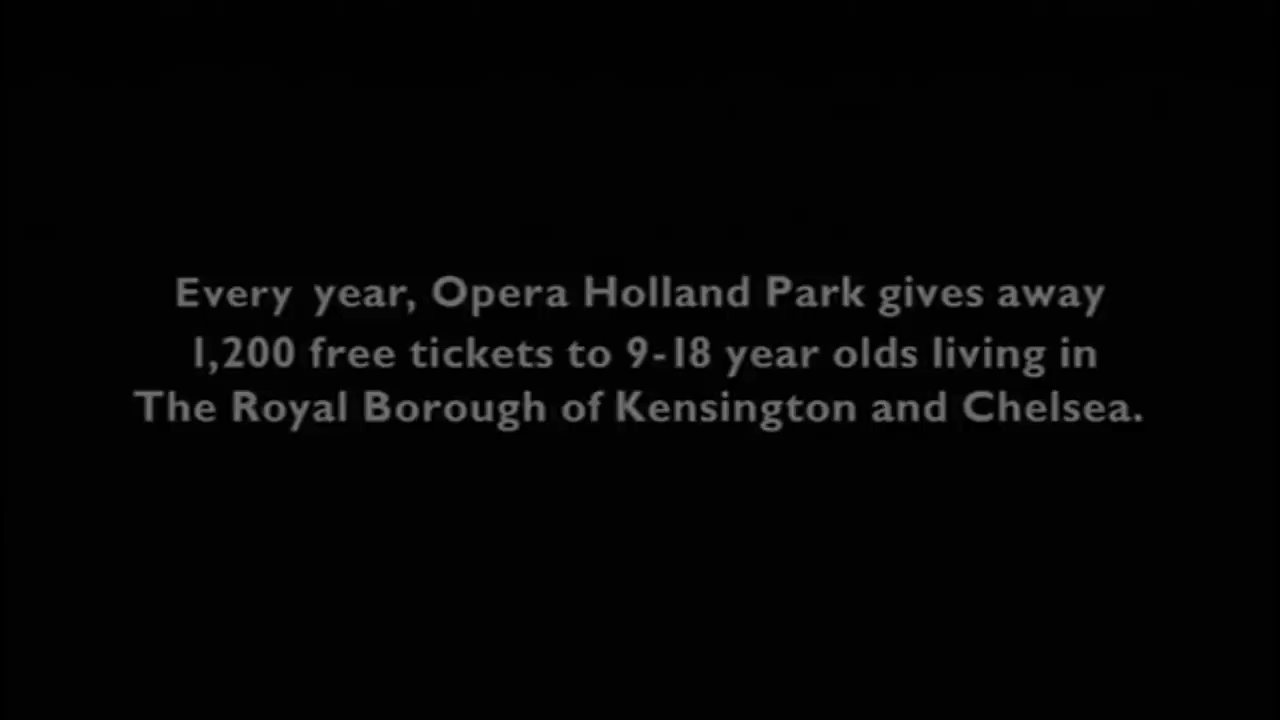 Every year, Opera Holland Park gives away
1,200 free tickets to 9-18 year olds living in
The Royal Borough of Kensington and Chelsea.